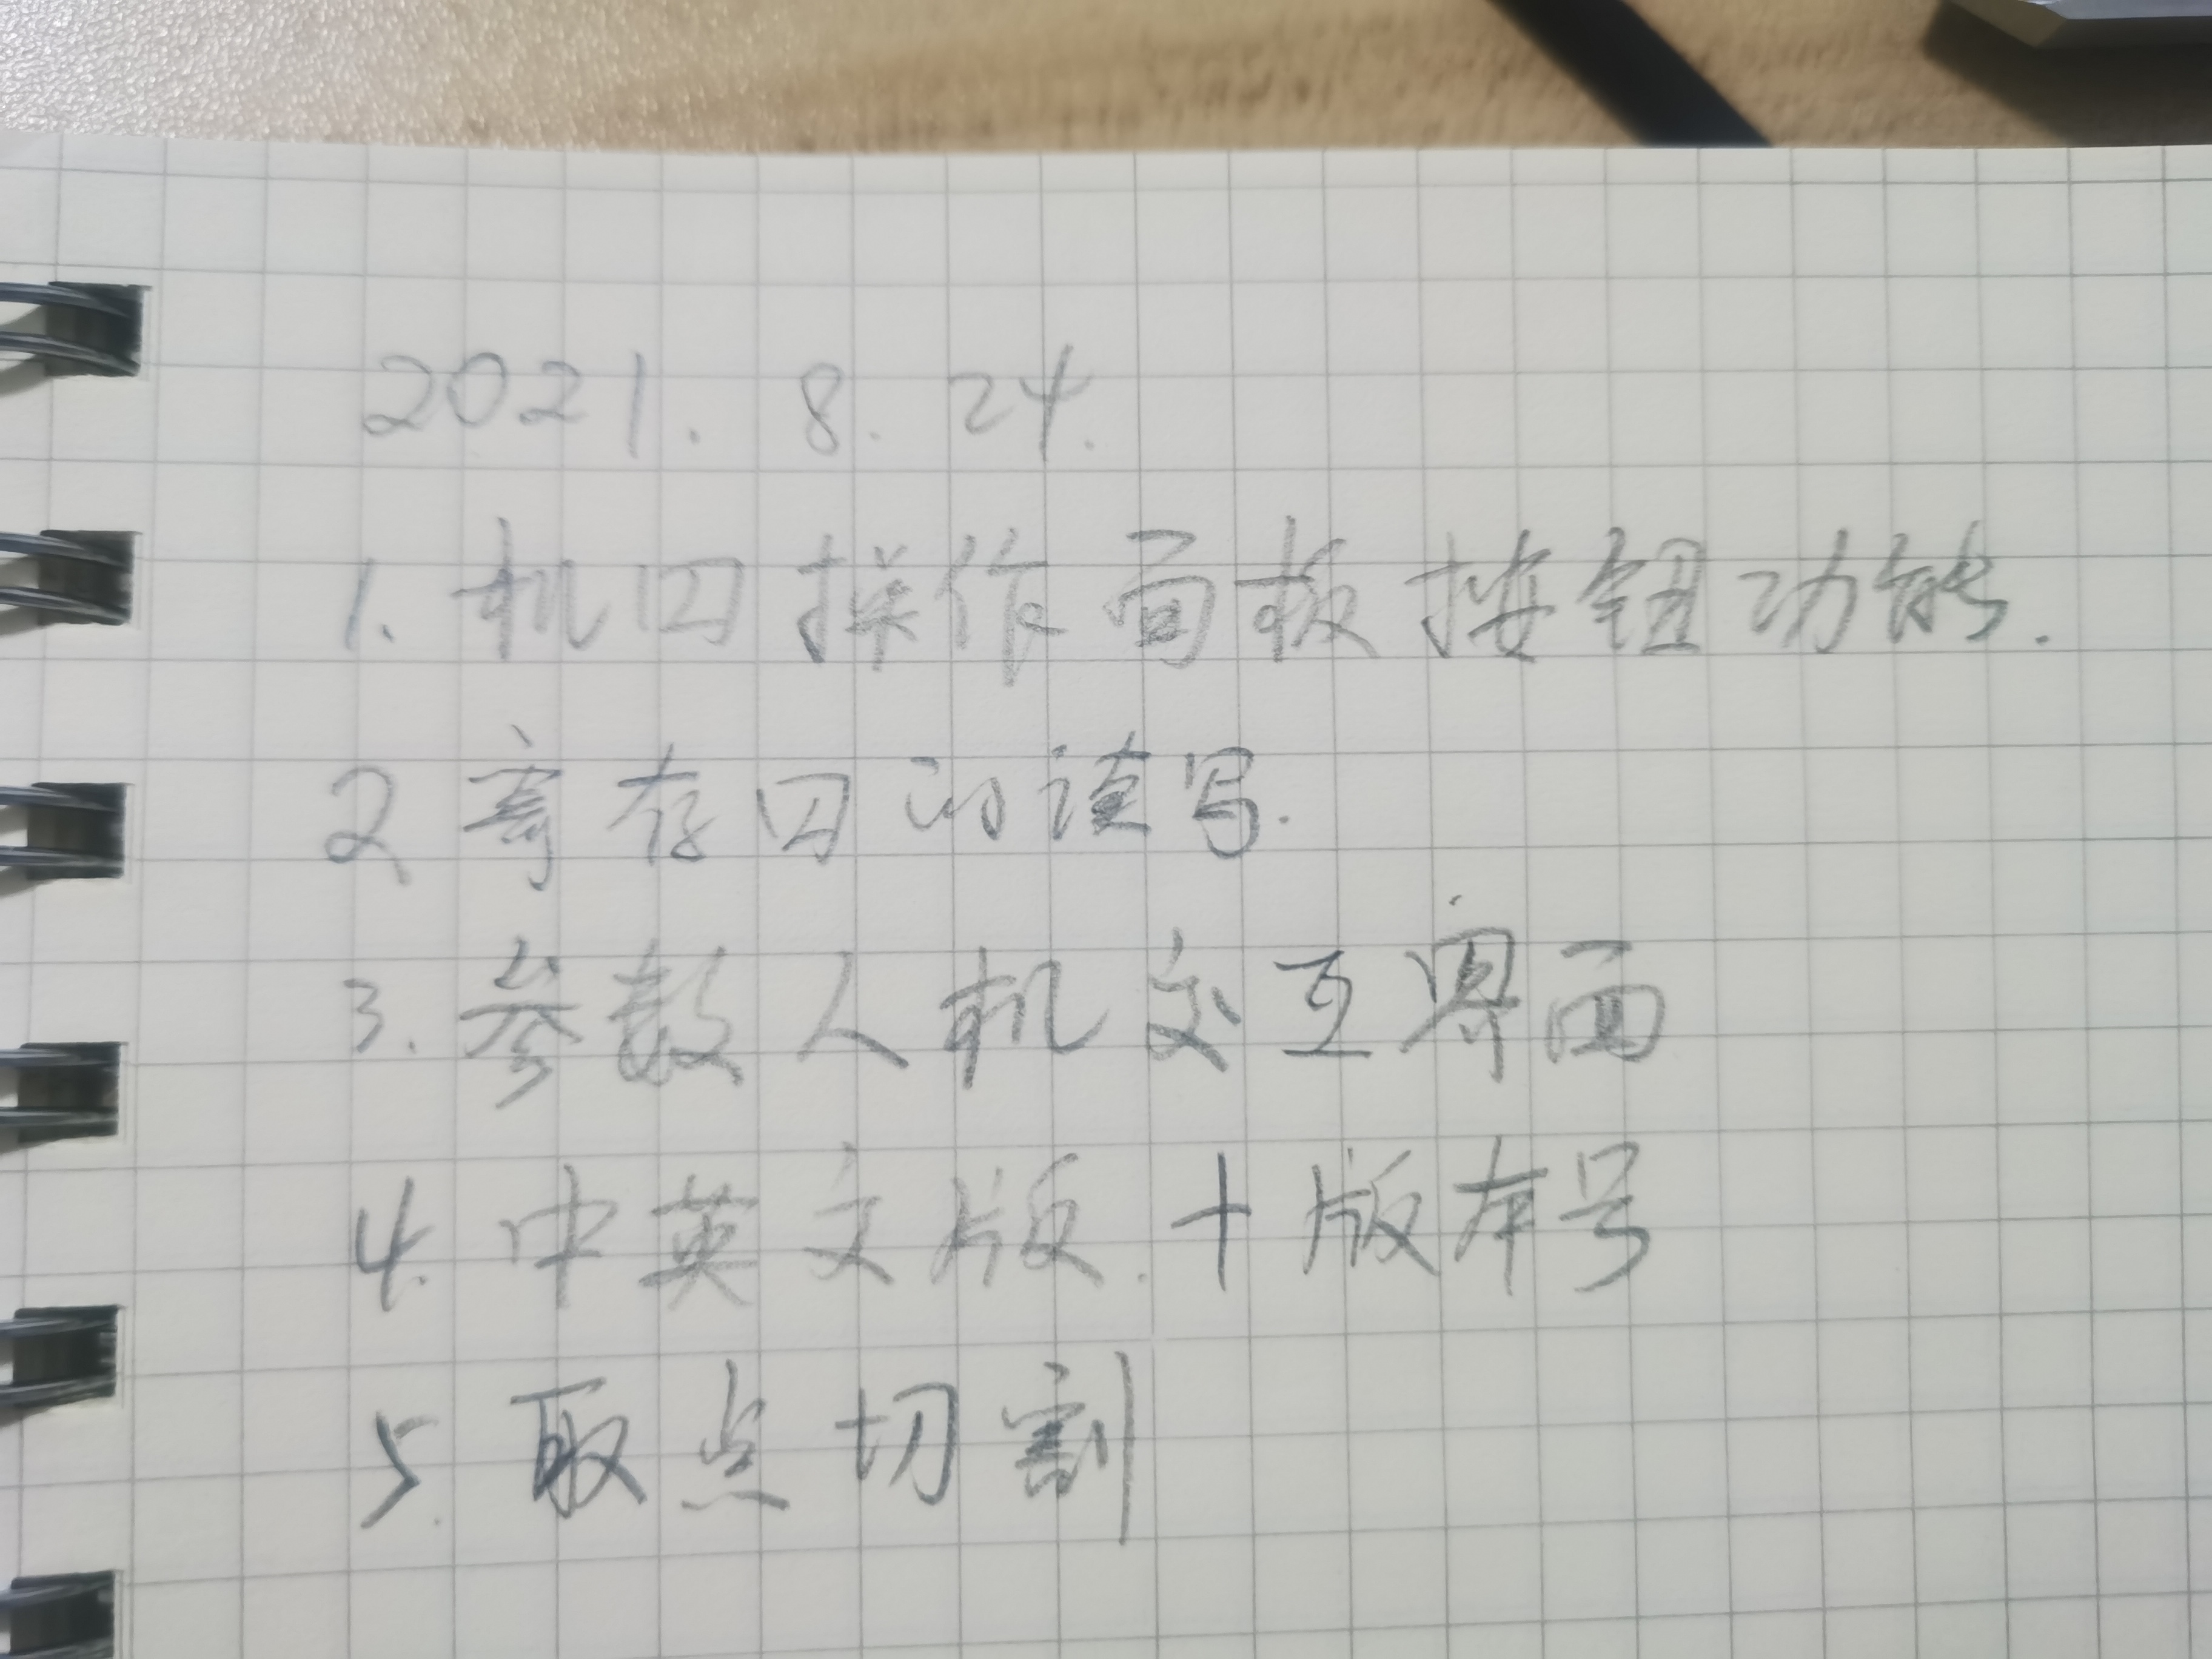 2021. 8. 24.
1. 机器操作面板按钮功能.
2 寄存器的读写.
3. 参数人机交互界面
4. 中英文版. + 版本号
5. 取点切割